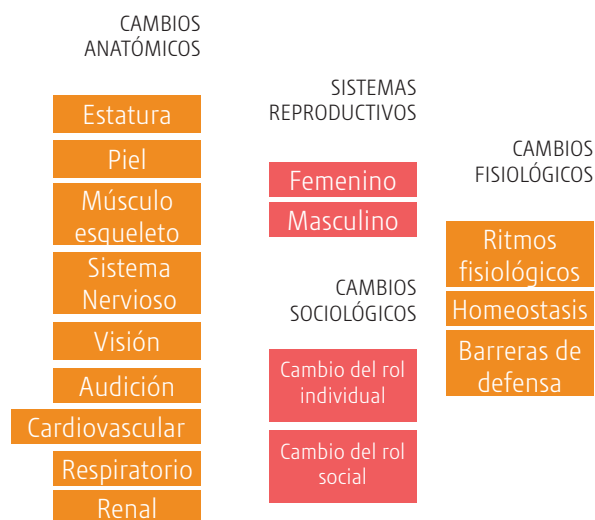 CAMBIOS
ANATÓMICOS
Estatura
Piel
Músculo
esqueleto
Sistema
Nervioso
Visión
Audición
Cardiovascular
Respiratorio
Renal
SISTEMAS
REPRODUCTIVOS
Femenino
Masculino
CAMBIOS
SOCIOLÓGICOS
Cambio del rol
individual
Cambio del rol
social
CAMBIOS
FISIOLÓGICOS
Ritmos
fisiológicos
Homeostasis
Barreras de
defensa